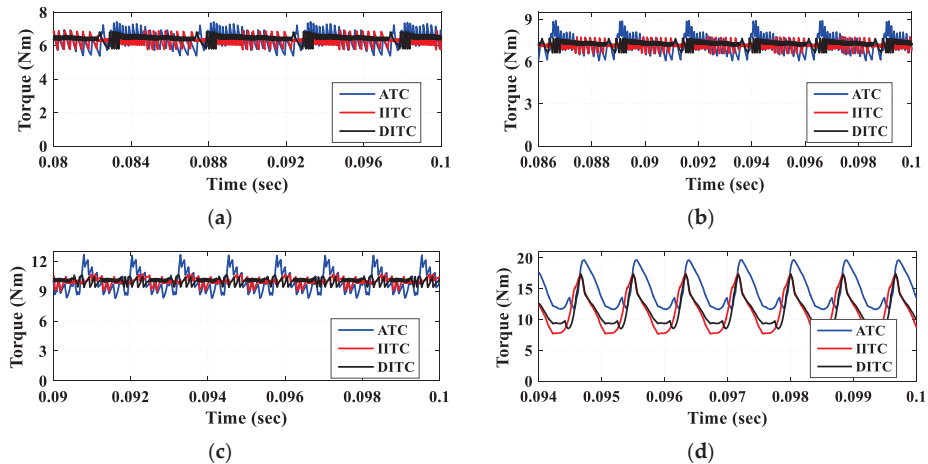 8
6
4
2
0
Torque (Nm)
ATC
IITC
DITC
0.08 0.084 0.088 0.092 0.096 0.1
Time (sec)
(a)
9
6
3
0
Torque (Nm)
ATC
IITC
DITC
0.086 0.088 0.09 0.092 0.094 0.096 0.098 0.1
Time (sec)
(b)
12
9
6
3
0
Torque (Nm)
ATC
IITC
DITC
0.09 0.092 0.094 0.096 0.098 0.1
Time (sec)
(c)
20
15
10
5
0
Torque (Nm)
ATC
IITC
DITC
0.094 0.095 0.096 0.097 0.098 0.099 0.1
Time (sec)
(d)